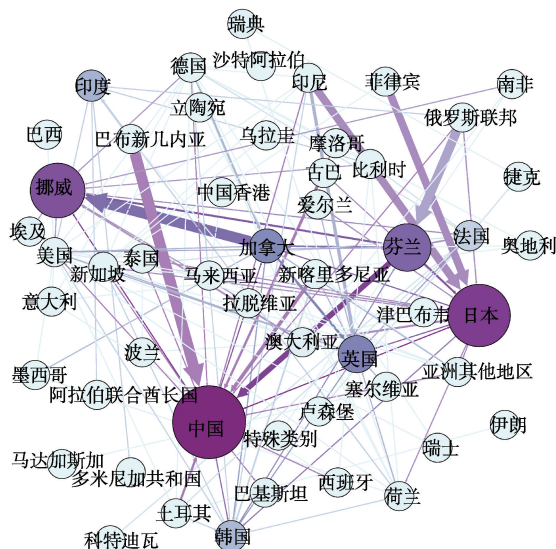 瑞典
德国
沙特阿拉伯
印度
印尼
菲律宾
南非
立陶宛
俄罗斯联邦
巴西
巴布新几内亚
乌拉圭
摩洛哥
古巴
比利时
捷克
挪威
中国香港
爱尔兰
埃及
美国
泰国
加拿大
芬兰
法国
奥地利
新加坡
马来西亚
新喀里多尼亚
意大利
拉脱维亚
津巴布韦
日本
波兰
澳大利亚
英国
墨西哥
阿拉伯联合酋长国
塞尔维亚
亚洲其他地区
中国
卢森堡
特殊类别
伊朗
瑞士
马达加斯加
多米尼加共和国
巴基斯坦
西班牙
荷兰
土耳其
科特迪瓦
韩国